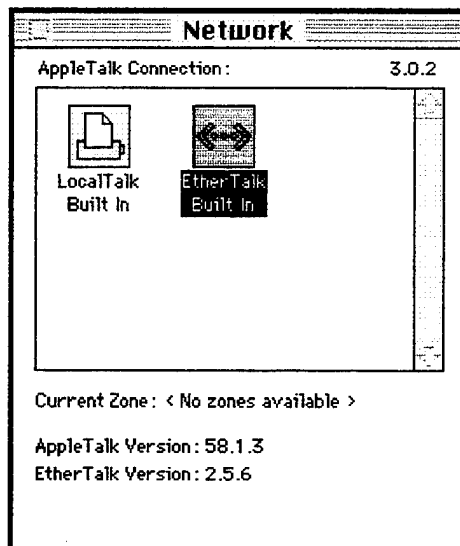 Network
AppleTalk Connection: 3.0.2
LocalTalk
Built In
EtherTalk
Built In
Current Zone: < No zones available >
AppleTalk Version: 58.1.3
EtherTalk Version: 2.5.6